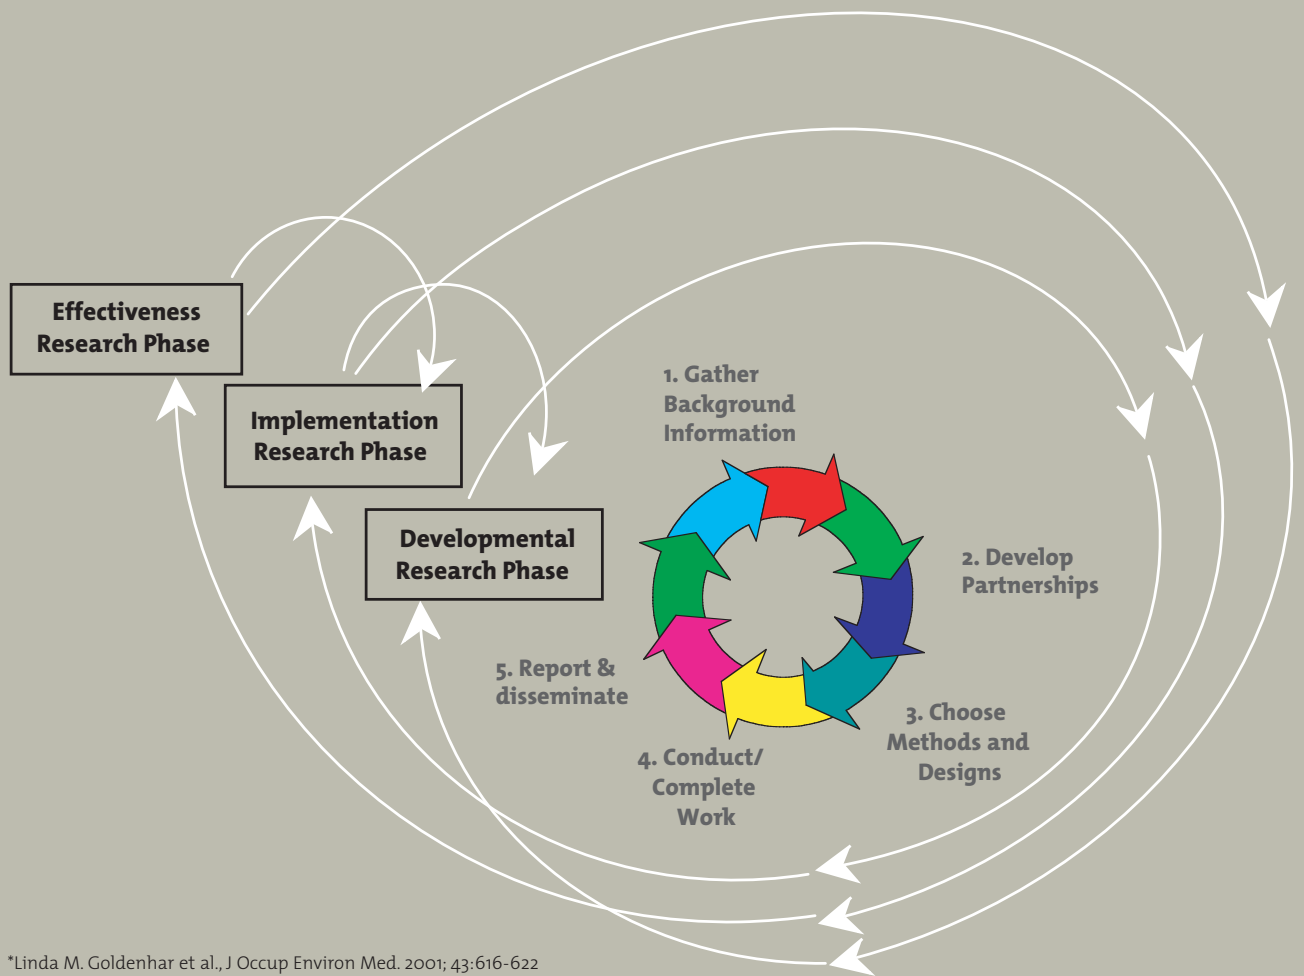 Effectiveness
Research Phase
Implementation
Research Phase
Developmental
Research Phase
1. Gather
Background
Information
2. Develop
Partnerships
3. Choose
Methods and
Designs
4. Conduct/
Complete
Work
5. Report &
disseminate
*Linda M. Goldenhar et al., J Occup Environ Med. 2001; 43:616-622